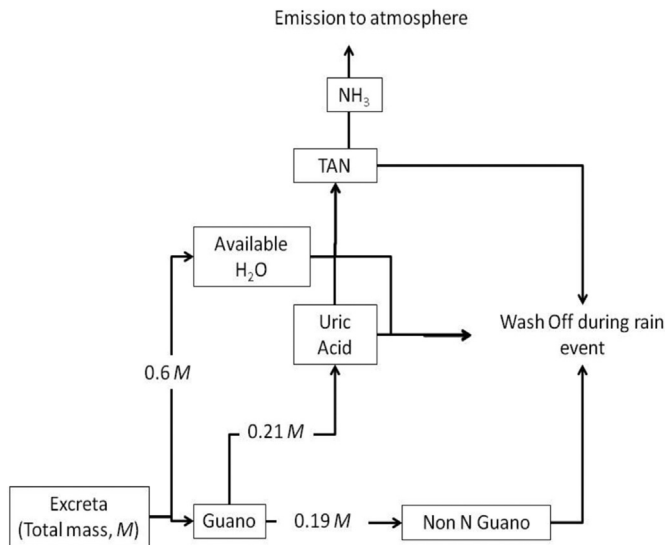 Emission to atmosphere
NH₃
TAN
Available
H₂O
Uric
Acid
Wash Off during rain
event
0.6 M
0.21 M
Excreta
(Total mass, M)
Guano
0.19 M
Non N Guano